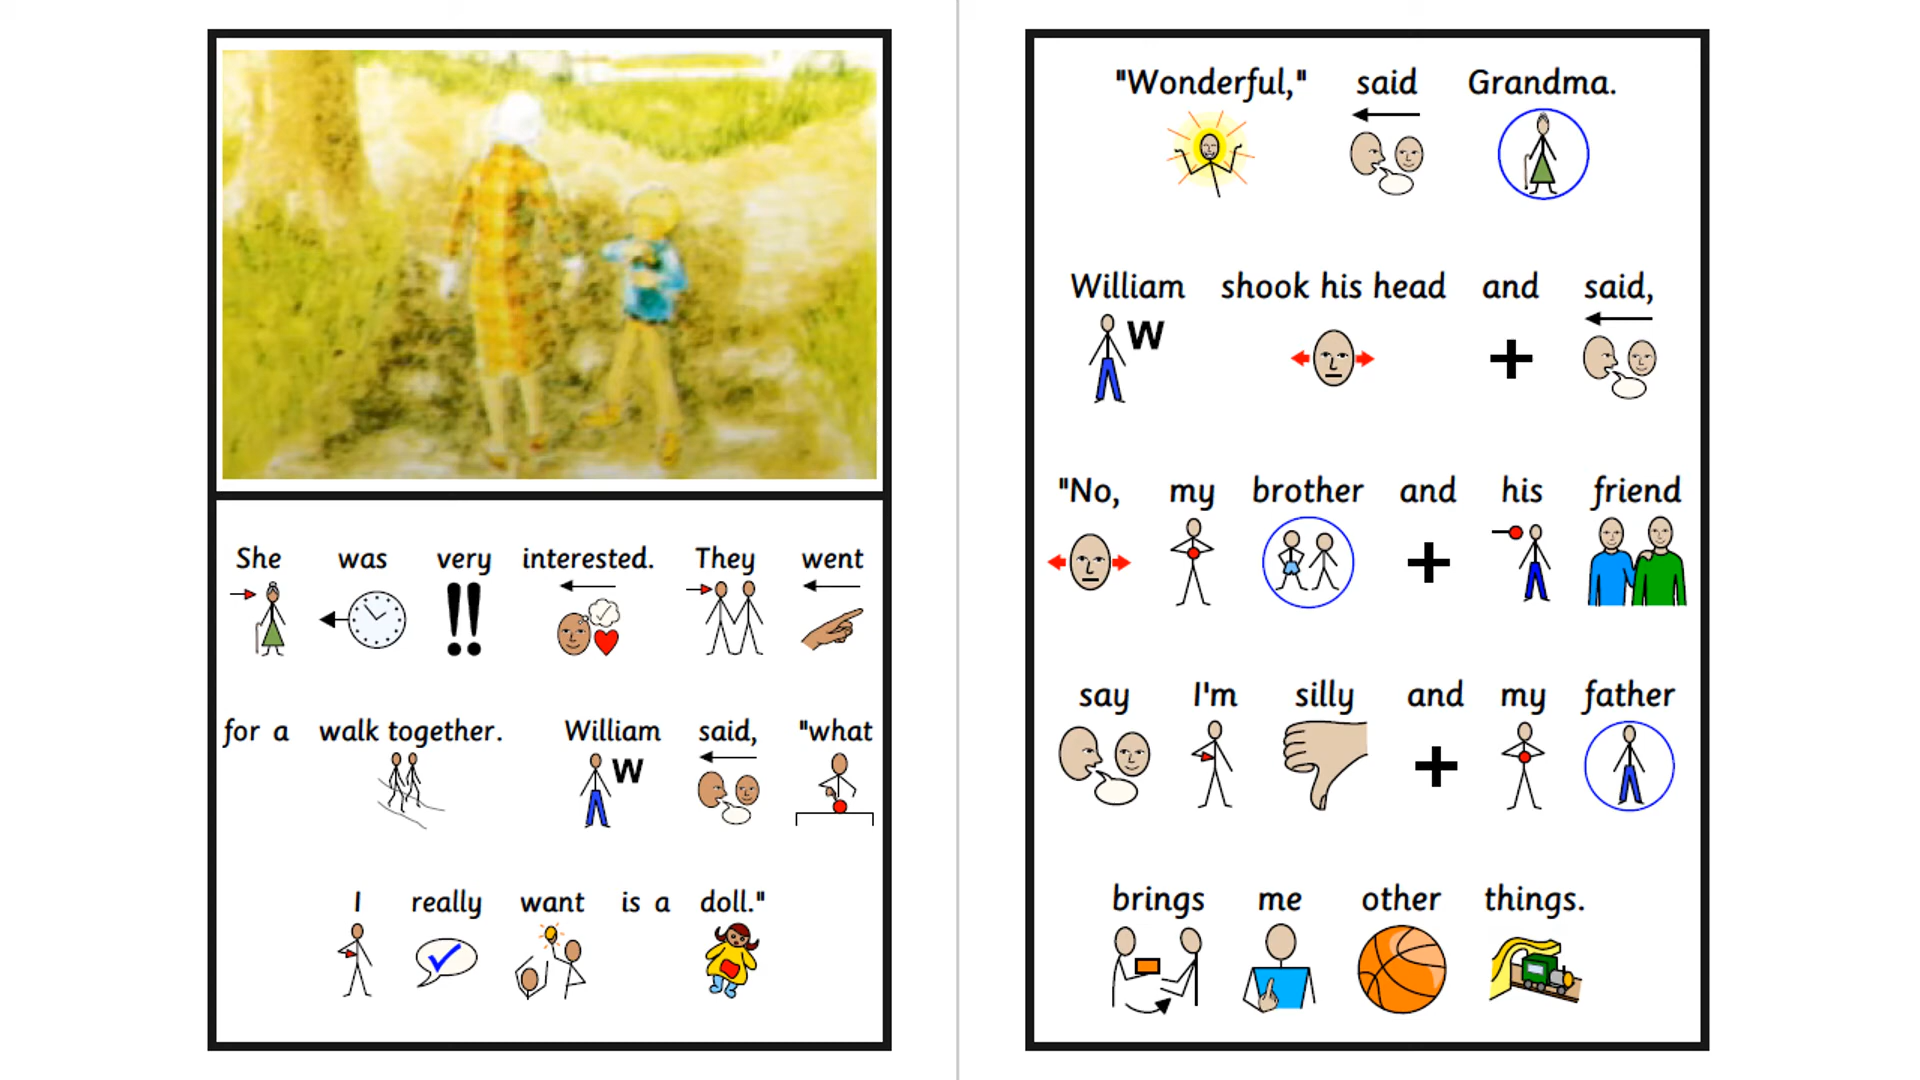 She was very interested. They went
for a walk together. William said, "what
W
I really want is a doll."
"Wonderful," said Grandma.
William shook his head and said,
W
"No, my brother and his friend
say I'm silly and my father
brings me other things.